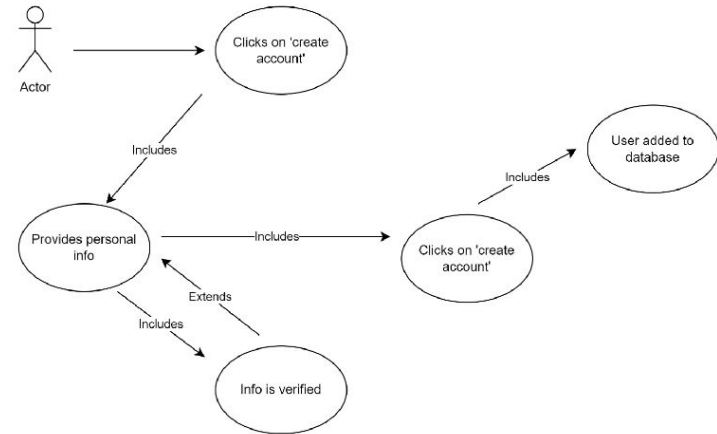 Clicks on 'create
account'
Actor
User added to
database
Includes
Includes
Provides personal
info
Includes
Clicks on 'create
account'
Extends
Includes
Info is verified